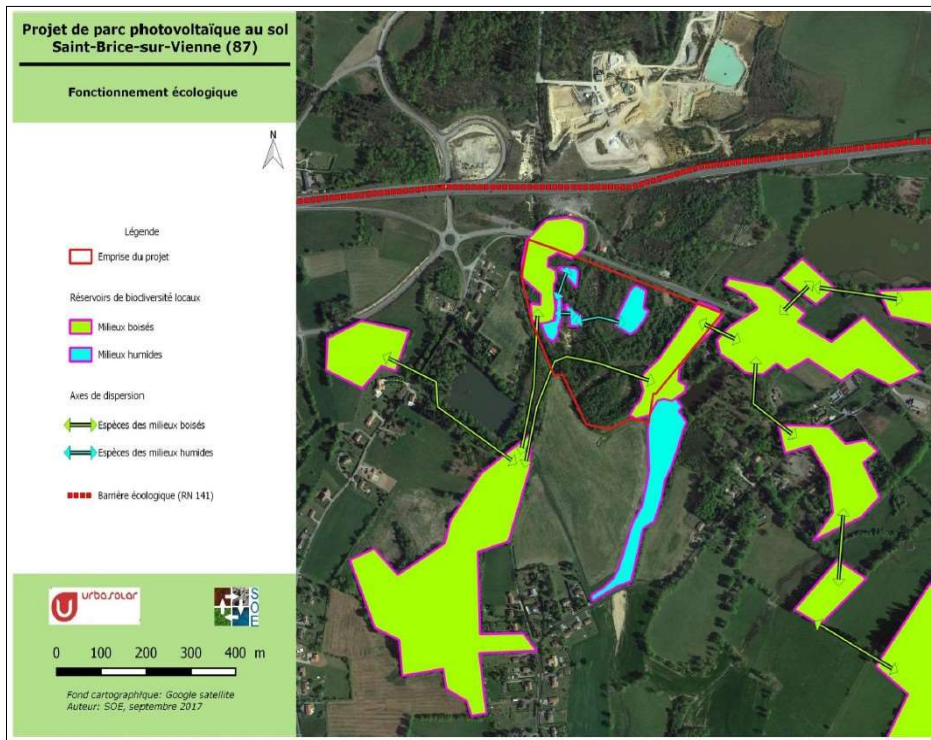 Projet de parc photovoltaïque au sol
Saint-Brice-sur-Vienne (87)
Fonctionnement écologique
N
Légende
Emprise du projet
Réservoirs de biodiversité locaux
Milieux boisés
Milieux humides
Axes de dispersion
Espèces des milieux boisés
Espèces des milieux humides
Barrière écologique (RN 141)
urbasolar
SOE
0 100 200 300 400 m
Fond cartographique: Google satellite
Auteur: SOE, septembre 2017